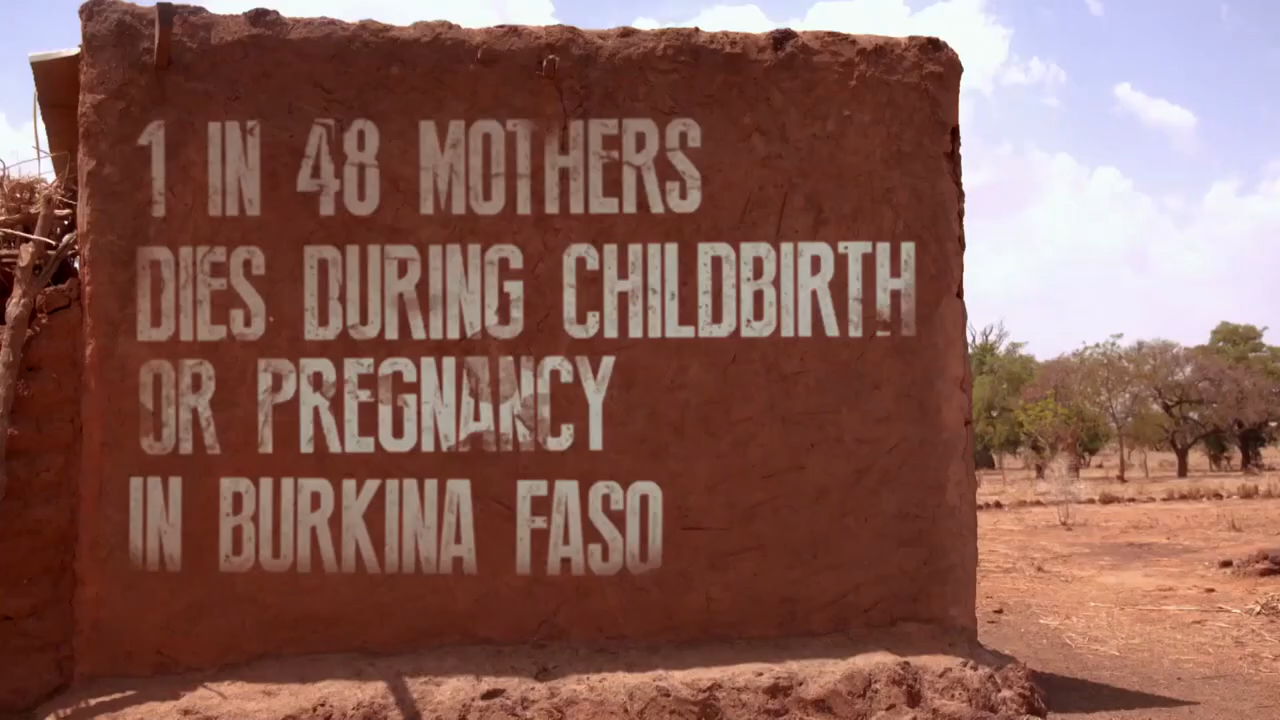 1 IN 48 MOTHERS
DIES DURING CHILDBIRTH
OR PREGNANCY
IN BURKINA FASO